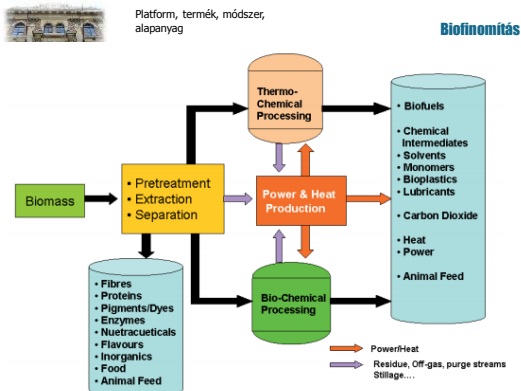 Platform, termék, módszer,
alapanyag
Biofinomítás
Thermo-
Chemical
Processing
• Biofuels
• Chemical
Intermediates
• Solvents
• Monomers
• Bioplastics
• Lubricants
• Carbon Dioxide
• Heat
• Power
• Animal Feed
Biomass
• Pretreatment
• Extraction
• Separation
Power & Heat
Production
• Fibres
• Proteins
• Pigments/Dyes
• Enzymes
• Nuetracueticals
• Flavours
• Inorganics
• Food
• Animal Feed
Bio-Chemical
Processing
Power/Heat
Residue, Off-gas, purge streams
Stillage....